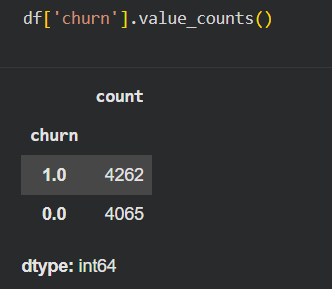 df['churn'].value_counts()
count
churn
1.0 4262
0.0 4065
dtype: int64